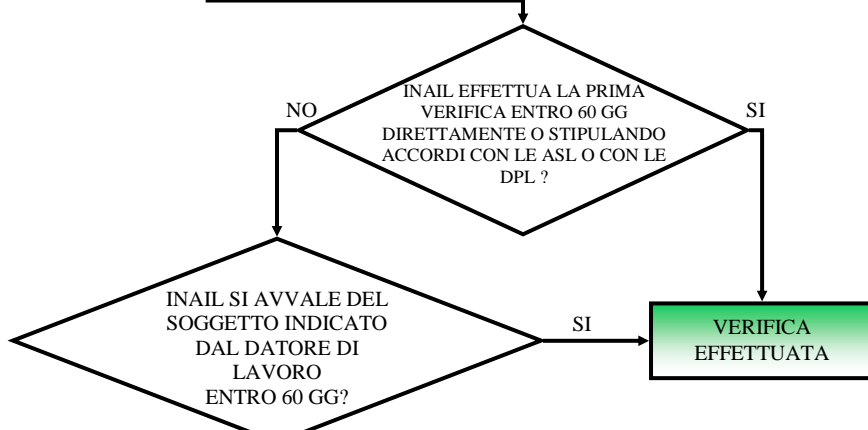 INAIL EFFETTUA LA PRIMA
VERIFICA ENTRO 60 GG
DIRETTAMENTE O STIPULANDO
ACCORDI CON LE ASL O CON LE
DPL ?
NO
SI
INAIL SI AVVALE DEL
SOGGETTO INDICATO
DAL DATORE DI
LAVORO
ENTRO 60 GG?
SI
VERIFICA
EFFETTUATA